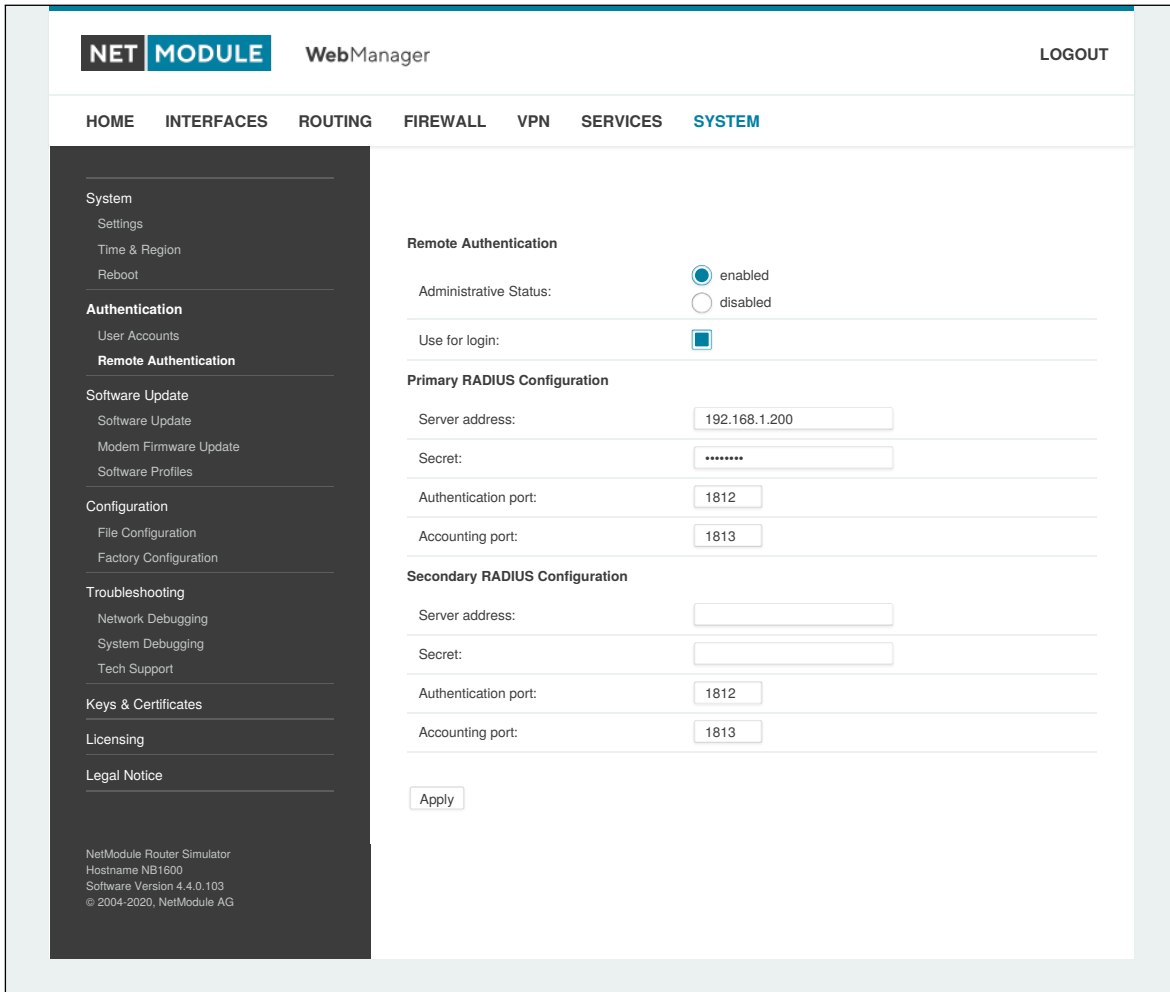 NET MODULE WebManager LOGOUT
HOME INTERFACES ROUTING FIREWALL VPN SERVICES SYSTEM
System
Settings
Time & Region
Reboot
Authentication
User Accounts
Remote Authentication
Software Update
Software Update
Modem Firmware Update
Software Profiles
Configuration
File Configuration
Factory Configuration
Troubleshooting
Network Debugging
System Debugging
Tech Support
Keys & Certificates
Licensing
Legal Notice
NetModule Router Simulator
Hostname NB1600
Software Version 4.4.0.103
© 2004-2020, NetModule AG
Remote Authentication
Administrative Status: enabled
disabled
Use for login:
Primary RADIUS Configuration
Server address: 192.168.1.200
Secret: ••••••••
Authentication port: 1812
Accounting port: 1813
Secondary RADIUS Configuration
Server address:
Secret:
Authentication port: 1812
Accounting port: 1813
Apply